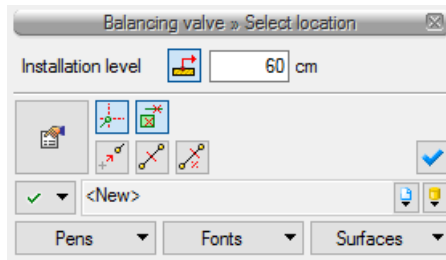 Balancing valve » Select location
Installation level 60 cm
<New>
Pens Fonts Surfaces